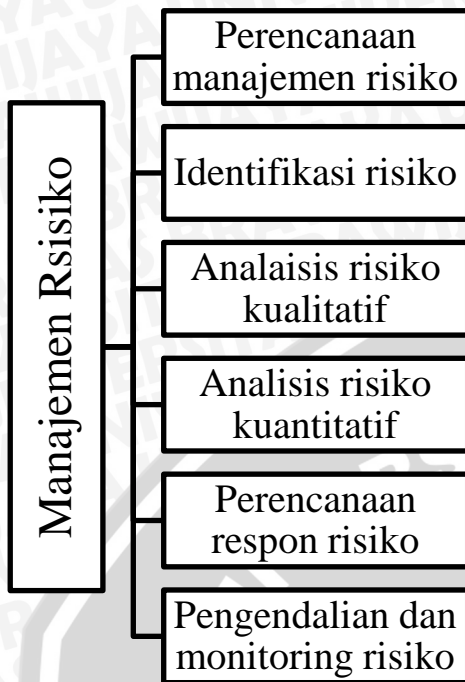 Manajemen Rsisiko
Perencanaan
manajemen risiko
Identifikasi risiko
Analaisis risiko
kualitatif
Analisis risiko
kuantitatif
Perencanaan
respon risiko
Pengendalian dan
monitoring risiko